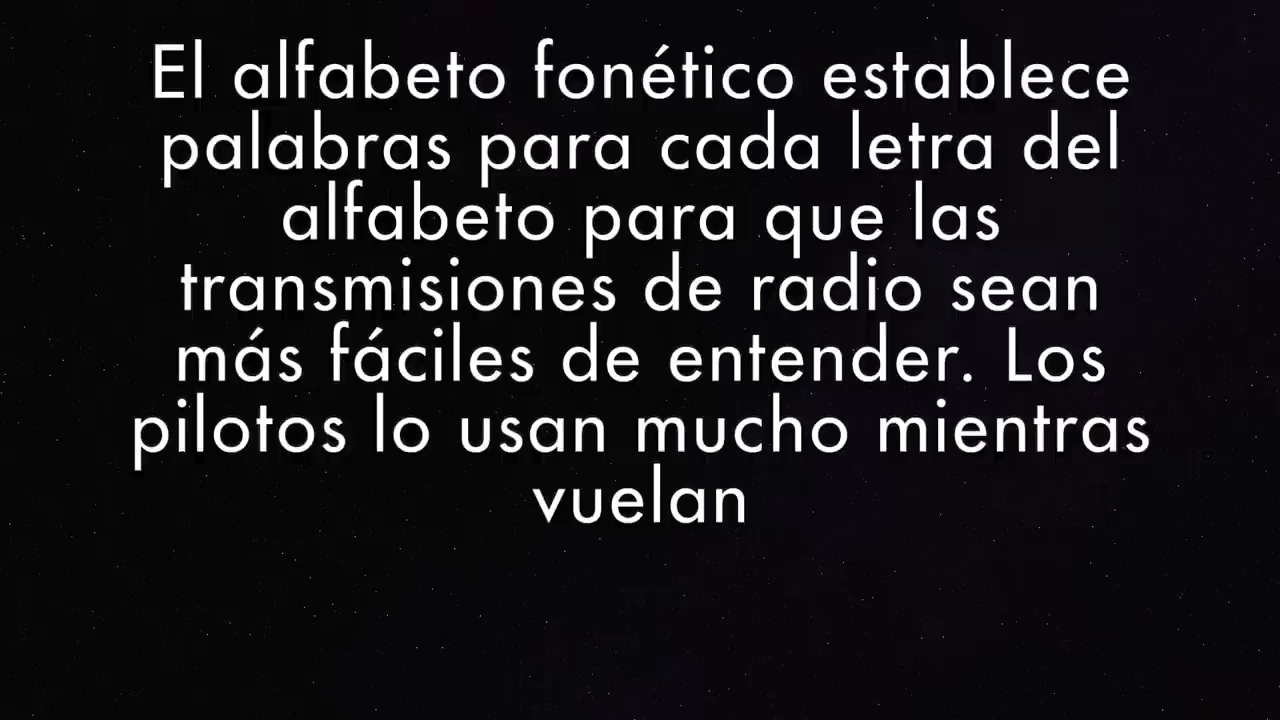 El alfabeto fonético establece
palabras para cada letra del
alfabeto para que las
transmisiones de radio sean
más fáciles de entender. Los
pilotos lo usan mucho mientras
vuelan